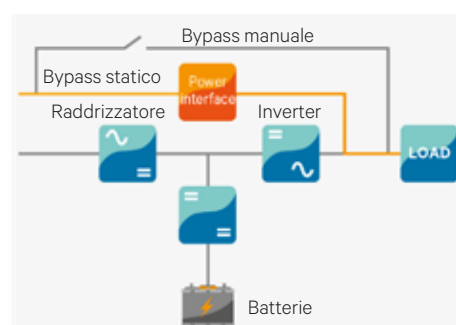 Bypass manuale
Bypass statico
Power
interface
Raddrizzatore
Inverter
LOAD
Batterie